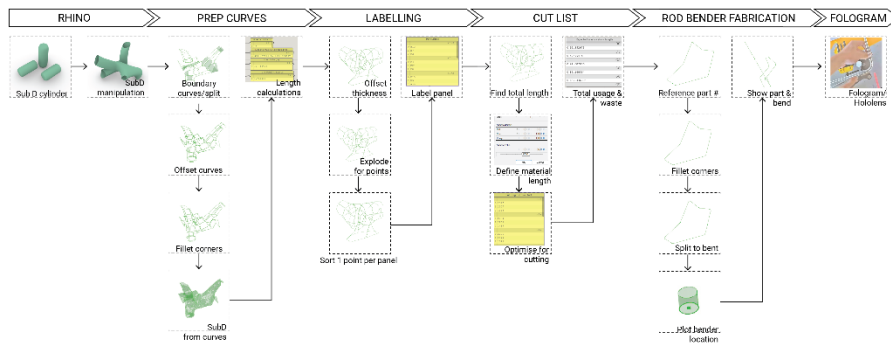 RHINO
PREP CURVES
LABELLING
CUT LIST
ROD BENDER FABRICATION
FOLOGRAM
Sub D cylinder
SubD
manipulation
Boundary
curves/split
Length
calculations
Offset
thickness
Label panel
Find total length
Total usage &
waste
Reference part #
Show part &
bend
Fologram/
Hololens
Offset curves
Explode
for points
Define material
length
Fillet corners
Fillet corners
Sort 1 point per panel
Optimise for
cutting
Split to bent
SubD
from curves
Plot bender
location